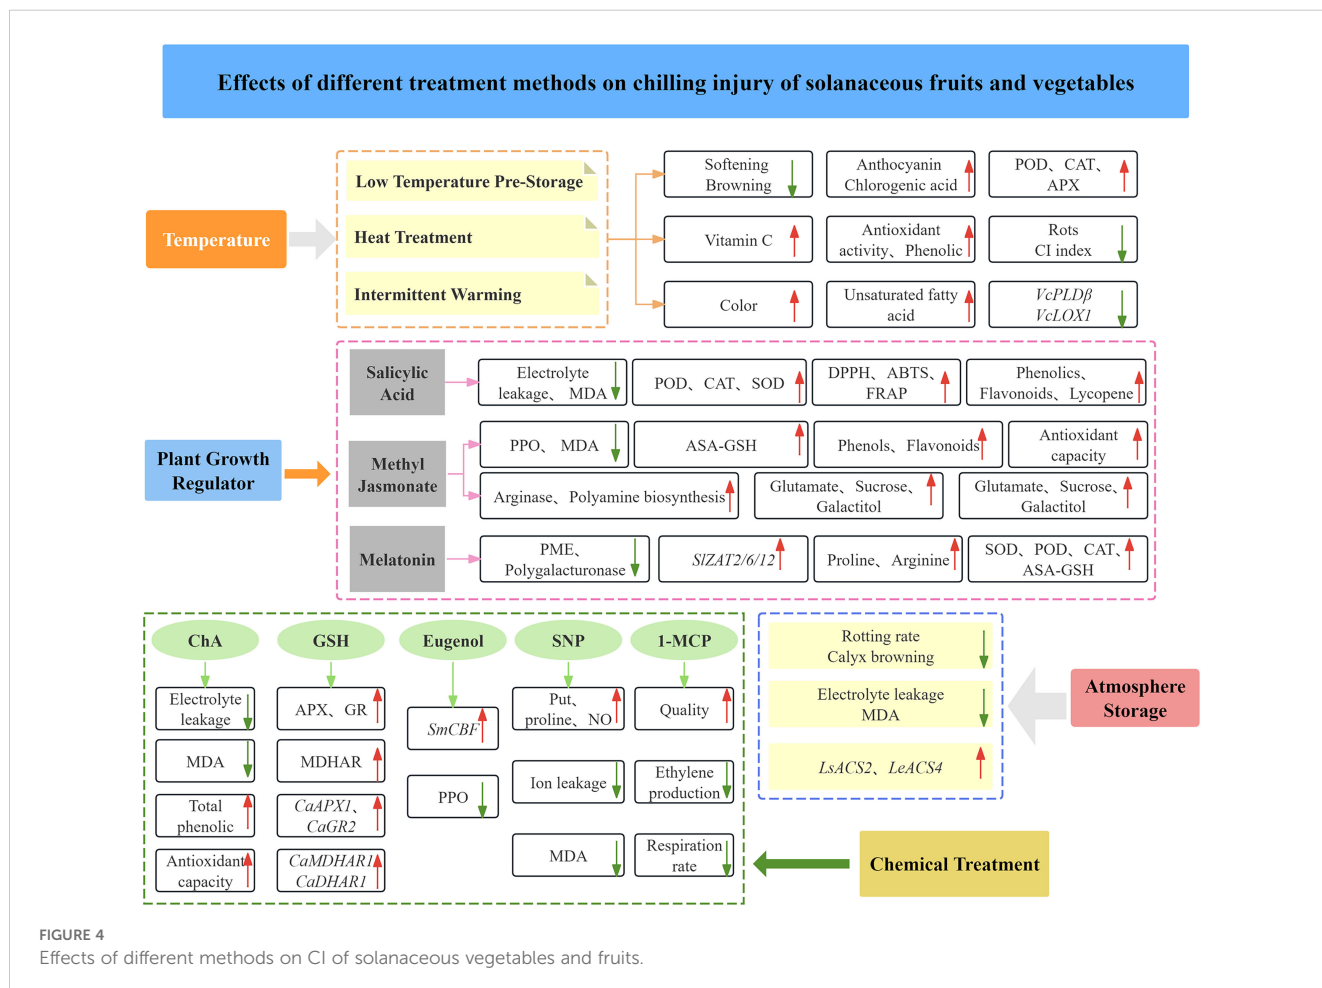 Effects of different treatment methods on chilling injury of solanaceous fruits and vegetables
Temperature
Low Temperature Pre-Storage
Heat Treatment
Intermittent Warming
Softening
Browning
Anthocyanin
Chlorogenic acid
POD、CAT、
APX
Vitamin C
Antioxidant
activity、Phenolic
Rots
CI index
Color
Unsaturated fatty
acid
VcPLDβ
VcLOX1
Plant Growth
Regulator
Salicylic
Acid
Electrolyte
leakage、MDA
POD、CAT、SOD
DPPH、ABTS、
FRAP
Phenolics、
Flavonoids、Lycopene
Methyl
Jasmonate
PPO、MDA
ASA-GSH
Phenols、Flavonoids
Antioxidant
capacity
Arginase、Polyamine biosynthesis
Glutamate、Sucrose、
Galactitol
Glutamate、Sucrose、
Galactitol
Melatonin
PME、
Polygalacturonase
SlZAT2/6/12
Proline、Arginine
SOD、POD、CAT、
ASA-GSH
ChA
Electrolyte
leakage
MDA
Total
phenolic
Antioxidant
capacity
GSH
APX、GR
MDHAR
CaAPX1、
CaGR2
CaMDHAR1
CaDHAR1
Eugenol
SmCBF
PPO
SNP
Put、
proline、NO
Ion leakage
MDA
1-MCP
Quality
Ethylene
production
Respiration
rate
Rotting rate
Calyx browning
Electrolyte leakage
MDA
LsACS2、LeACS4
Atmosphere
Storage
Chemical Treatment
FIGURE 4
Effects of different methods on CI of solanaceous vegetables and fruits.